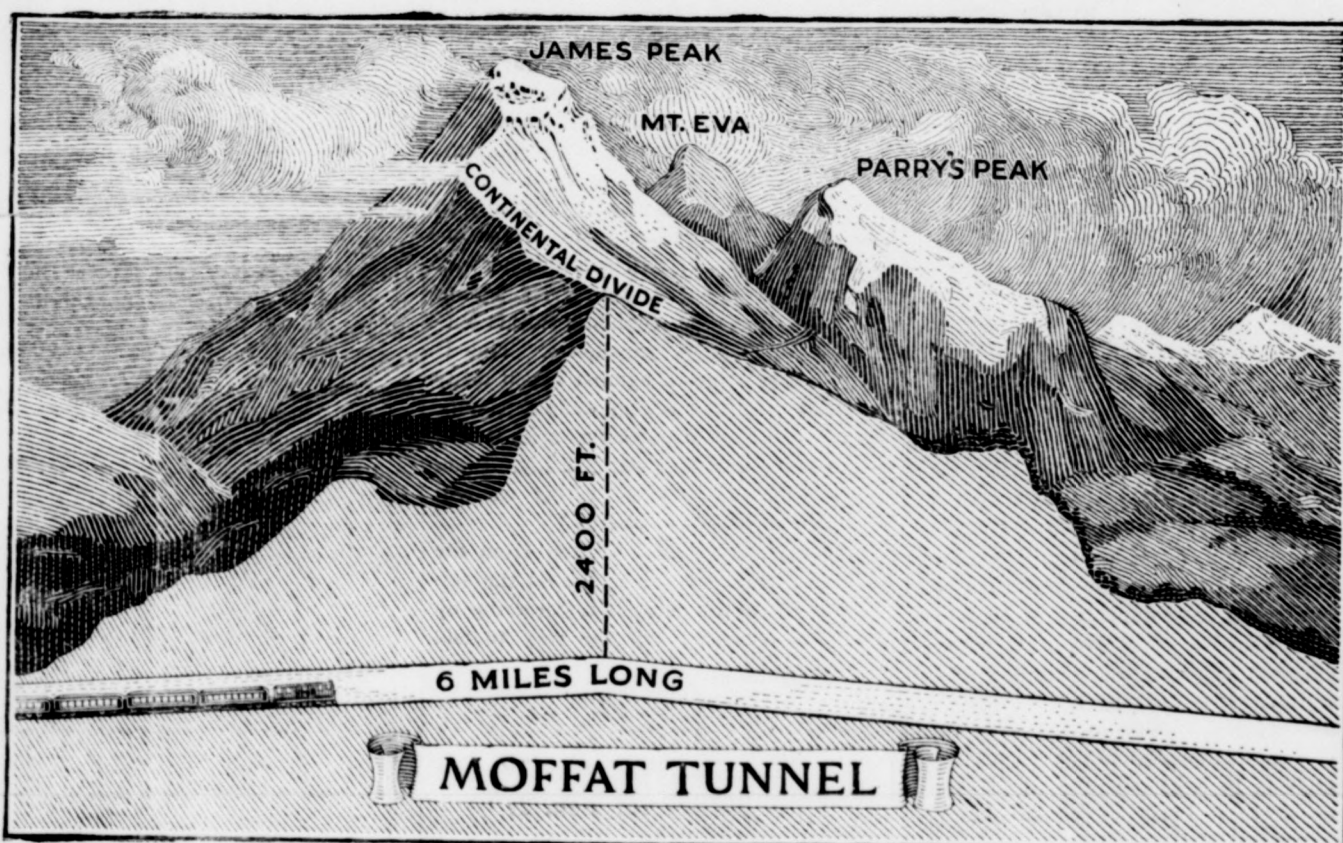 JAMES PEAK
MT. EVA
PARRY'S PEAK
CONTINENTAL DIVIDE
2400 FT.
6 MILES LONG
MOFFAT TUNNEL